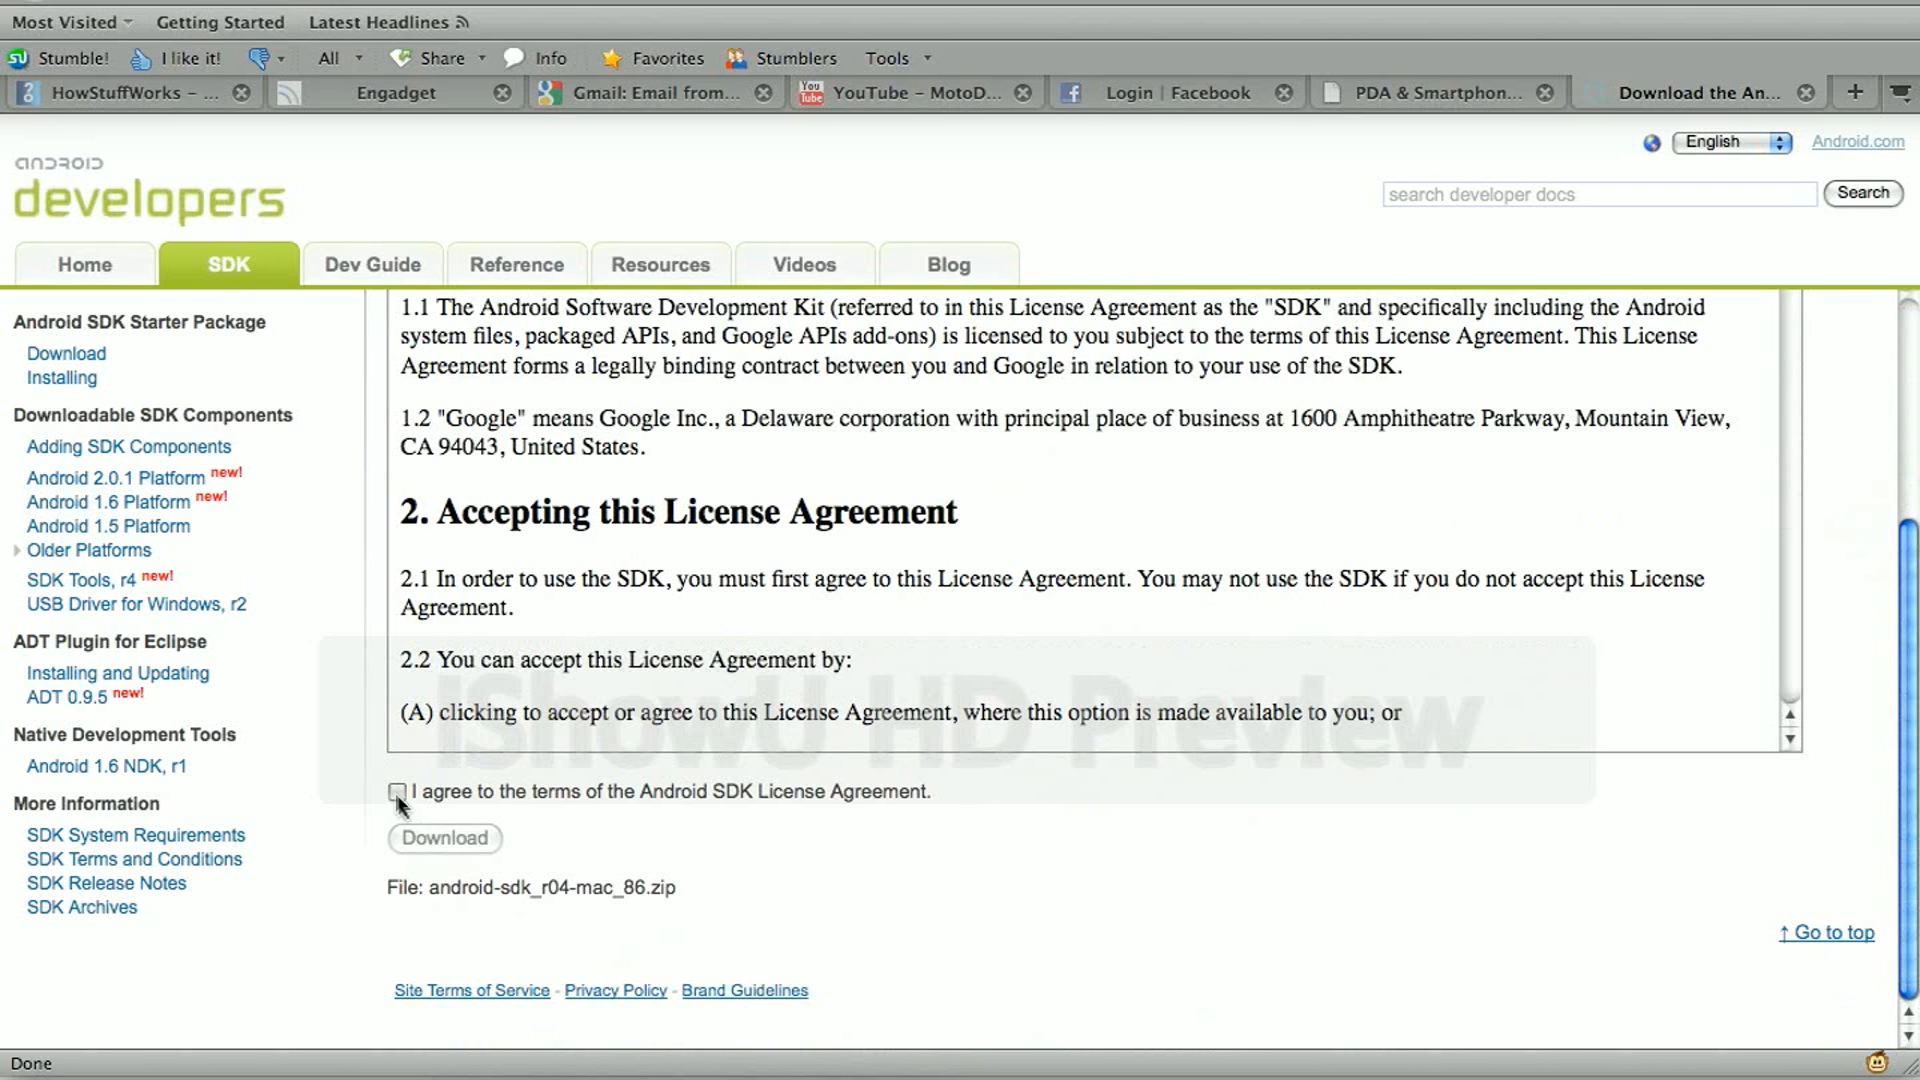 Most Visited Getting Started Latest Headlines
Stumble! I like it! All Share Info Favorites Stumblers Tools
HowStuffWorks – ... Engadget Gmail: Email from... YouTube – MotoD... Login | Facebook PDA & Smartphon... Download the An...
English Android.com
android
developers
search developer docs Search
Home SDK Dev Guide Reference Resources Videos Blog
Android SDK Starter Package
Download
Installing
Downloadable SDK Components
Adding SDK Components
Android 2.0.1 Platform new!
Android 1.6 Platform new!
Android 1.5 Platform
Older Platforms
SDK Tools, r4 new!
USB Driver for Windows, r2
ADT Plugin for Eclipse
Installing and Updating
ADT 0.9.5 new!
Native Development Tools
Android 1.6 NDK, r1
More Information
SDK System Requirements
SDK Terms and Conditions
SDK Release Notes
SDK Archives
1.1 The Android Software Development Kit (referred to in this License Agreement as the "SDK" and specifically including the Android
system files, packaged APIs, and Google APIs add-ons) is licensed to you subject to the terms of this License Agreement. This License
Agreement forms a legally binding contract between you and Google in relation to your use of the SDK.
1.2 "Google" means Google Inc., a Delaware corporation with principal place of business at 1600 Amphitheatre Parkway, Mountain View,
CA 94043, United States.
2. Accepting this License Agreement
2.1 In order to use the SDK, you must first agree to this License Agreement. You may not use the SDK if you do not accept this License
Agreement.
2.2 You can accept this License Agreement by:
(A) clicking to accept or agree to this License Agreement, where this option is made available to you; or
IShowU HD Preview
I agree to the terms of the Android SDK License Agreement.
Download
File: android-sdk_r04-mac_86.zip
↑ Go to top
Site Terms of Service - Privacy Policy - Brand Guidelines
Done